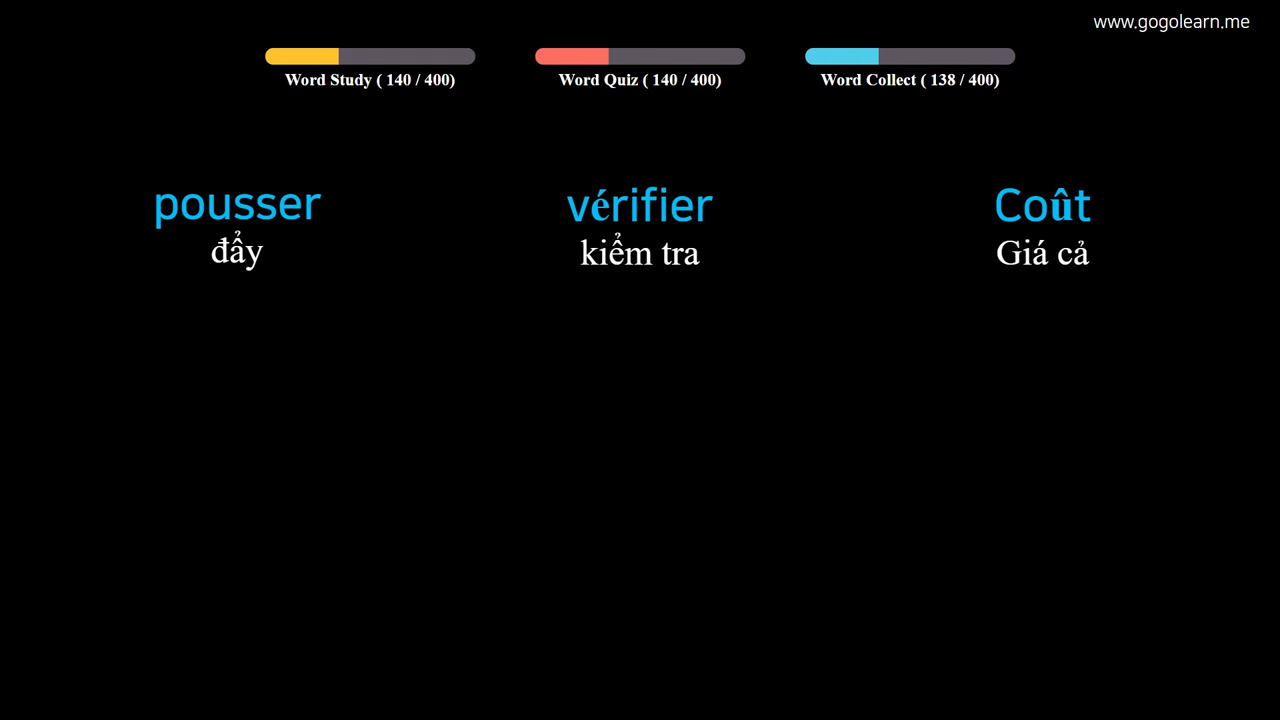 www.gogolearn.me
Word Study ( 140 / 400)
Word Quiz ( 140 / 400)
Word Collect ( 138 / 400)
pousser
đẩy
vérifier
kiểm tra
Coût
Giá cả